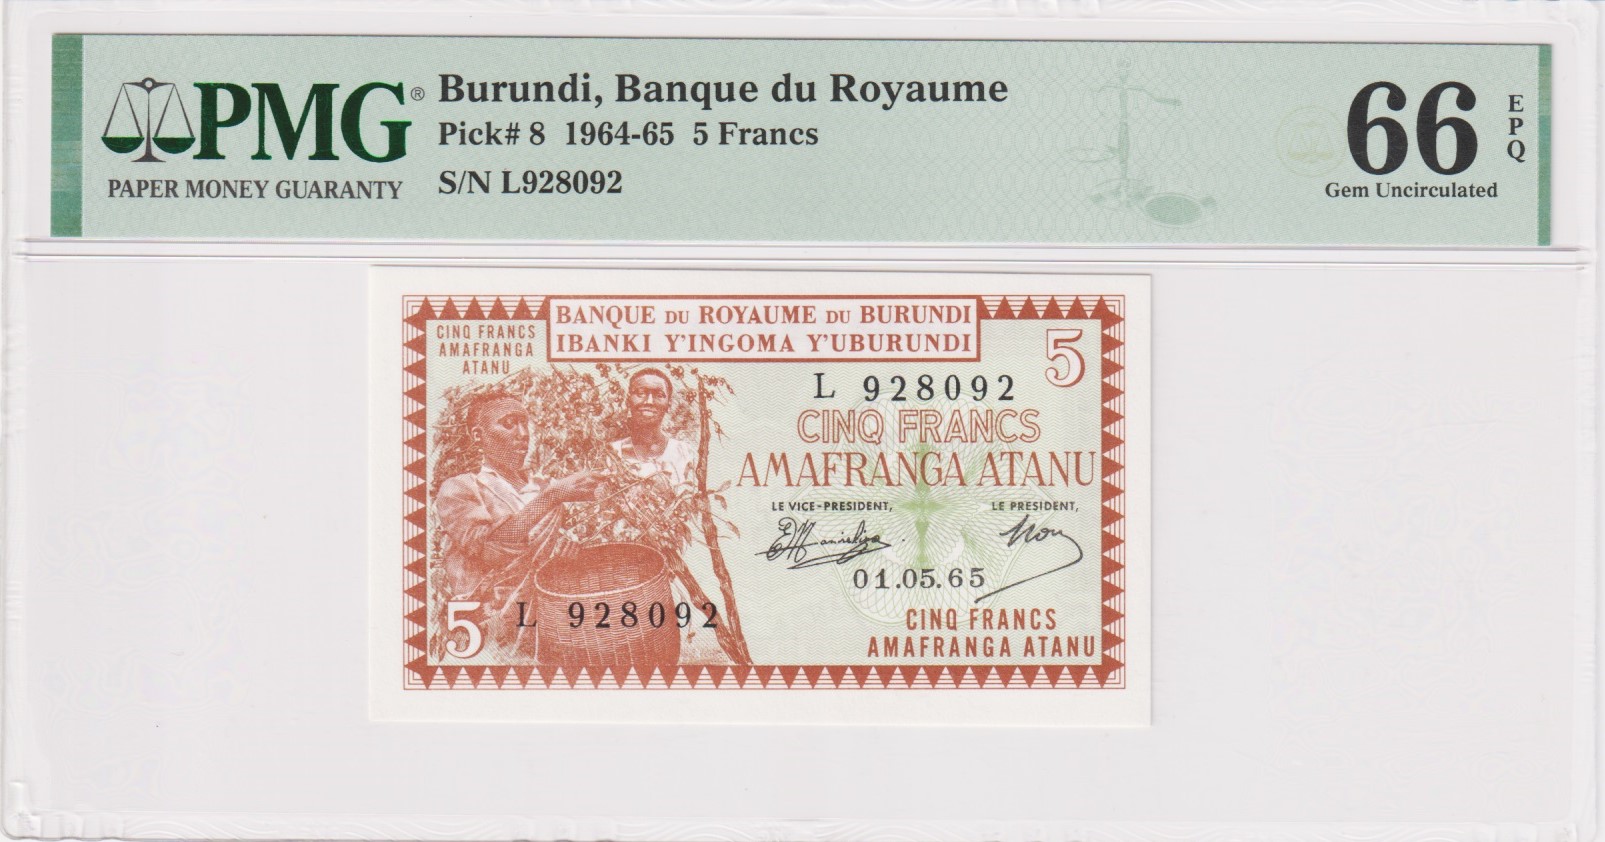 PMG®
PAPER MONEY GUARANTY
Burundi, Banque du Royaume
Pick# 8 1964-65 5 Francs
S/N L928092
66
EPQ
Gem Uncirculated
BANQUE DU ROYAUME DU BURUNDI
IBANKI Y'INGOMA Y'UBURUNDI
CINQ FRANCS
AMAFRANGA
ATANU
5
L 928092
CINQ FRANCS
AMAFRANGA ATANU
LE VICE-PRESIDENT,
LE PRESIDENT,
01.05.65
5
L 928092
CINQ FRANCS
AMAFRANGA ATANU